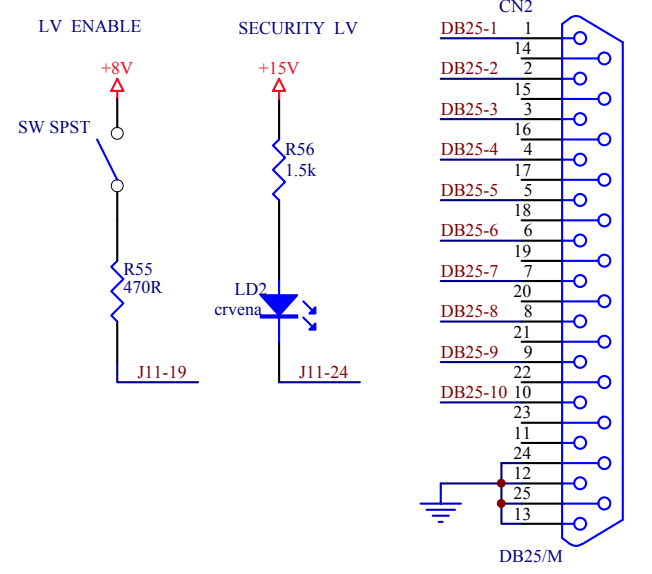 LV ENABLE
+8V
SW SPST
R55
470R
J11-19
SECURITY LV
+15V
R56
1.5k
LD2
crvena
J11-24
CN2
DB25-1 1
14
DB25-2 2
15
DB25-3 3
16
DB25-4 4
17
DB25-5 5
18
DB25-6 6
19
DB25-7 7
20
DB25-8 8
21
DB25-9 9
22
DB25-10 10
23
11
24
12
25
13
DB25/M